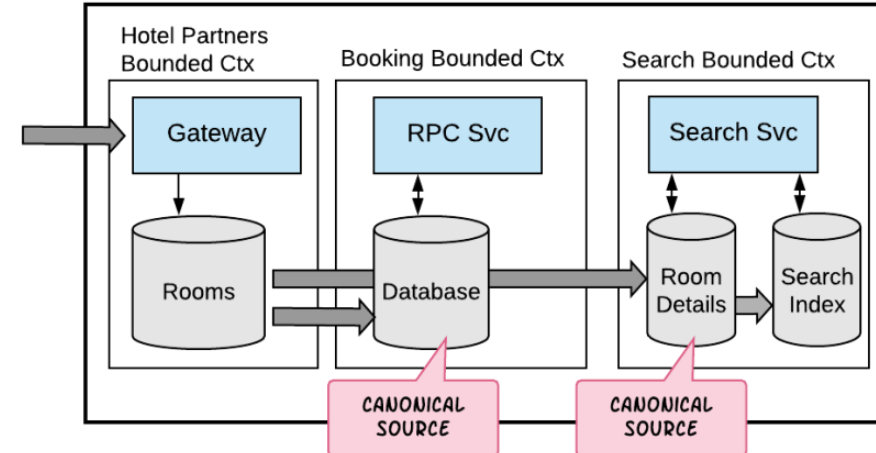 Hotel Partners
Bounded Ctx
Booking Bounded Ctx
Search Bounded Ctx
Gateway
RPC Svc
Search Svc
Rooms
Database
Room
Details
Search
Index
CANONICAL
SOURCE
CANONICAL
SOURCE